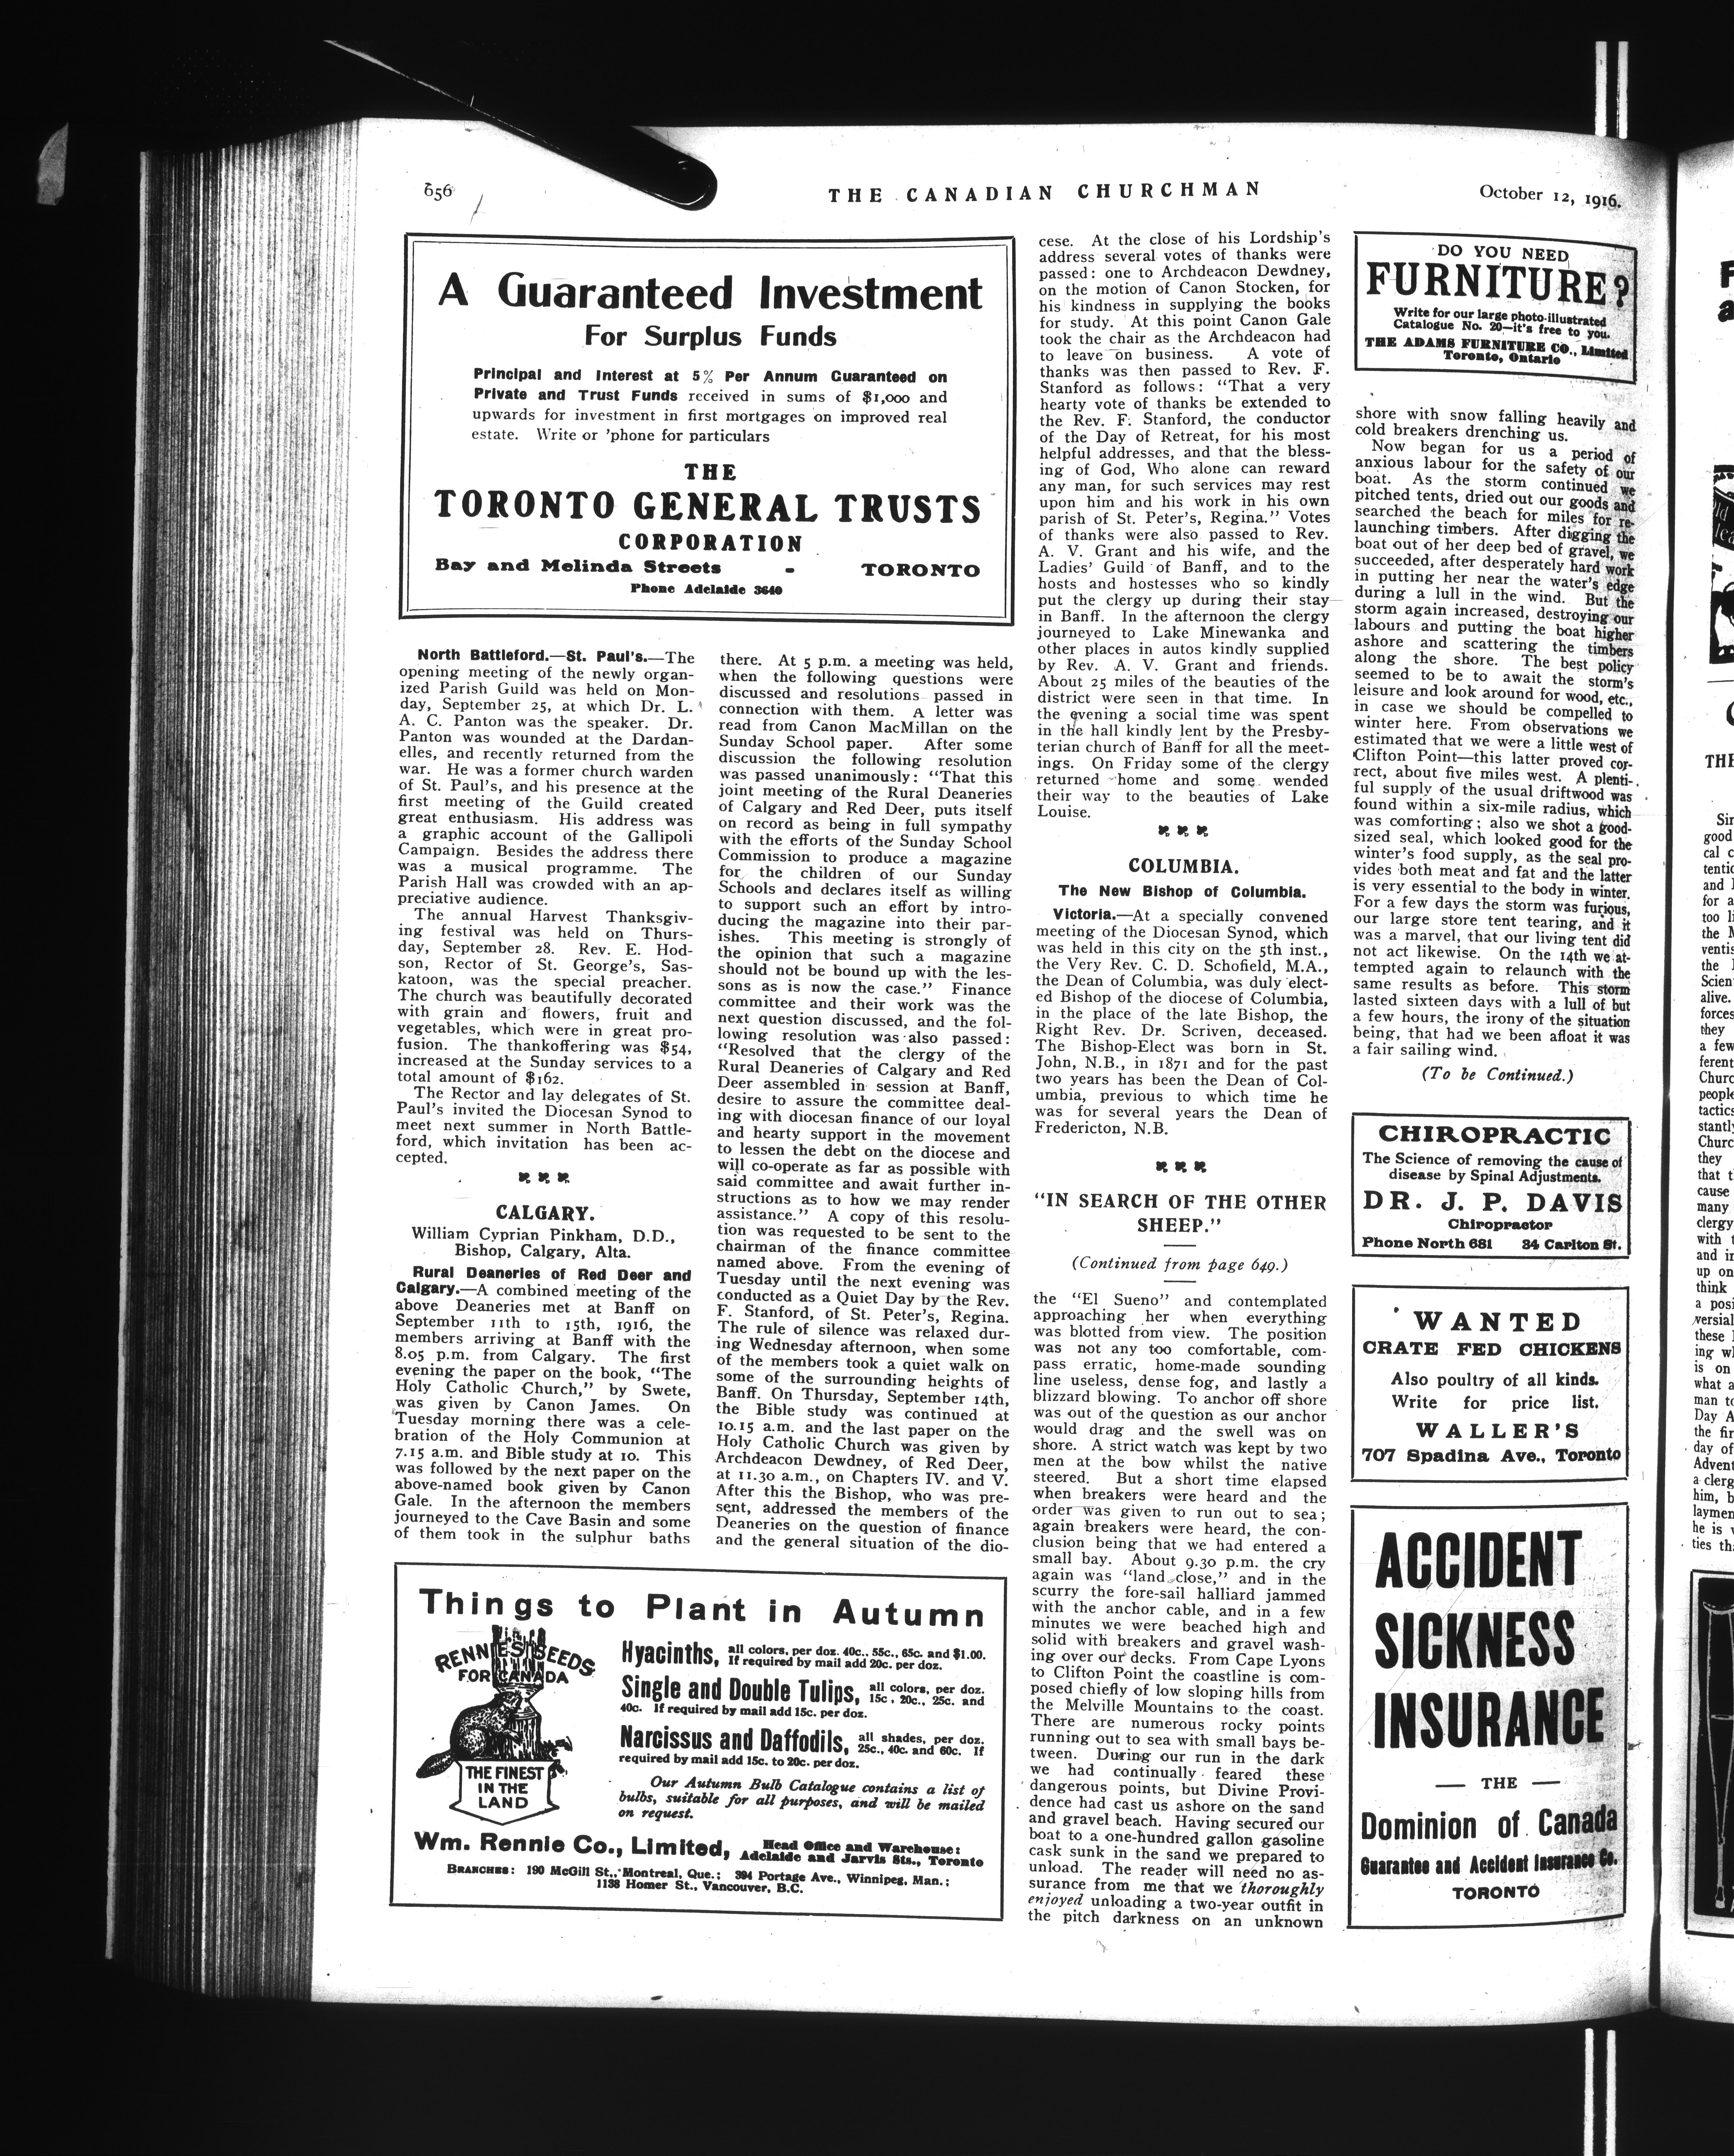 656
THE CANADIAN CHURCHMAN
October 12, 1916.
A Guaranteed Investment
For Surplus Funds
Principal and Interest at 5% Per Annum Guaranteed on
Private and Trust Funds received in sums of $1,000 and
upwards for investment in first mortgages on improved real
estate. Write or 'phone for particulars
THE
TORONTO GENERAL TRUSTS
CORPORATION
Bay and Melinda Streets - TORONTO
Phone Adelaide 3640
North Battleford.—St. Paul's.—The
opening meeting of the newly organ-
ized Parish Guild was held on Mon-
day, September 25, at which Dr. L.
A. C. Panton was the speaker. Dr.
Panton was wounded at the Dardan-
elles, and recently returned from the
war. He was a former church warden
of St. Paul's, and his presence at the
first meeting of the Guild created
great enthusiasm. His address was
a graphic account of the Gallipoli
Campaign. Besides the address there
was a musical programme. The
Parish Hall was crowded with an ap-
preciative audience.
The annual Harvest Thanksgiv-
ing festival was held on Thurs-
day, September 28. Rev. E. Hod-
son, Rector of St. George's, Sas-
katoon, was the special preacher.
The church was beautifully decorated
with grain and flowers, fruit and
vegetables, which were in great pro-
fusion. The thankoffering was $54,
increased at the Sunday services to a
total amount of $162.
The Rector and lay delegates of St.
Paul's invited the Diocesan Synod to
meet next summer in North Battle-
ford, which invitation has been ac-
cepted.
CALGARY.
William Cyprian Pinkham, D.D.,
Bishop, Calgary, Alta.
Rural Deaneries of Red Deer and
Calgary.—A combined meeting of the
above Deaneries met at Banff on
September 11th to 15th, 1916, the
members arriving at Banff with the
8.05 p.m. from Calgary. The first
evening the paper on the book, "The
Holy Catholic Church," by Swete,
was given by Canon James. On
Tuesday morning there was a cele-
bration of the Holy Communion at
7.15 a.m. and Bible study at 10. This
was followed by the next paper on the
above-named book given by Canon
Gale. In the afternoon the members
journeyed to the Cave Basin and some
of them took in the sulphur baths
there. At 5 p.m. a meeting was held,
when the following questions were
discussed and resolutions passed in
connection with them. A letter was
read from Canon MacMillan on the
Sunday School paper. After some
discussion the following resolution
was passed unanimously: "That this
joint meeting of the Rural Deaneries
of Calgary and Red Deer, puts itself
on record as being in full sympathy
with the efforts of the Sunday School
Commission to produce a magazine
for the children of our Sunday
Schools and declares itself as willing
to support such an effort by intro-
ducing the magazine into their par-
ishes. This meeting is strongly of
the opinion that such a magazine
should not be bound up with the les-
sons as is now the case." Finance
committee and their work was the
next question discussed, and the fol-
lowing resolution was also passed:
"Resolved that the clergy of the
Rural Deaneries of Calgary and Red
Deer assembled in session at Banff,
desire to assure the committee deal-
ing with diocesan finance of our loyal
and hearty support in the movement
to lessen the debt on the diocese and
will co-operate as far as possible with
said committee and await further in-
structions as to how we may render
assistance." A copy of this resolu-
tion was requested to be sent to the
chairman of the finance committee
named above. From the evening of
Tuesday until the next evening was
conducted as a Quiet Day by the Rev.
F. Stanford, of St. Peter's, Regina.
The rule of silence was relaxed dur-
ing Wednesday afternoon, when some
of the members took a quiet walk on
some of the surrounding heights of
Banff. On Thursday, September 14th,
the Bible study was continued at
10.15 a.m. and the last paper on the
Holy Catholic Church was given by
Archdeacon Dewdney, of Red Deer,
at 11.30 a.m., on Chapters IV. and V.
After this the Bishop, who was pre-
sent, addressed the members of the
Deaneries on the question of finance
and the general situation of the dio-
Things to Plant in Autumn
RENNIE'S SEEDS
FOR CANADA
THE FINEST
IN THE
LAND
Hyacinths, all colors, per doz. 40c., 55c., 65c. and $1.00.
If required by mail add 20c. per doz.
Single and Double Tulips, all colors, per doz.
15c, 20c., 25c. and
40c. If required by mail add 15c. per doz.
Narcissus and Daffodils, all shades, per doz.
25c., 40c. and 60c. If
required by mail add 15c. to 20c. per doz.
Our Autumn Bulb Catalogue contains a list of
bulbs, suitable for all purposes, and will be mailed
on request.
Wm. Rennie Co., Limited, Head Office and Warehouse:
Adelaide and Jarvis Sts., Toronto
BRANCHES: 190 McGill St., Montreal, Que.; 394 Portage Ave., Winnipeg, Man.;
1138 Homer St., Vancouver, B.C.
cese. At the close of his Lordship's
address several votes of thanks were
passed: one to Archdeacon Dewdney,
on the motion of Canon Stocken, for
his kindness in supplying the books
for study. At this point Canon Gale
took the chair as the Archdeacon had
to leave on business. A vote of
thanks was then passed to Rev. F.
Stanford as follows: "That a very
hearty vote of thanks be extended to
the Rev. F. Stanford, the conductor
of the Day of Retreat, for his most
helpful addresses, and that the bless-
ing of God, Who alone can reward
any man, for such services may rest
upon him and his work in his own
parish of St. Peter's, Regina." Votes
of thanks were also passed to Rev.
A. V. Grant and his wife, and the
Ladies' Guild of Banff, and to the
hosts and hostesses who so kindly
put the clergy up during their stay
in Banff. In the afternoon the clergy
journeyed to Lake Minewanka and
other places in autos kindly supplied
by Rev. A. V. Grant and friends.
About 25 miles of the beauties of the
district were seen in that time. In
the evening a social time was spent
in the hall kindly lent by the Presby-
terian church of Banff for all the meet-
ings. On Friday some of the clergy
returned home and some wended
their way to the beauties of Lake
Louise.
COLUMBIA.
The New Bishop of Columbia.
Victoria.—At a specially convened
meeting of the Diocesan Synod, which
was held in this city on the 5th inst.,
the Very Rev. C. D. Schofield, M.A.,
the Dean of Columbia, was duly elect-
ed Bishop of the diocese of Columbia,
in the place of the late Bishop, the
Right Rev. Dr. Scriven, deceased.
The Bishop-Elect was born in St.
John, N.B., in 1871 and for the past
two years has been the Dean of Col-
umbia, previous to which time he
was for several years the Dean of
Fredericton, N.B.
"IN SEARCH OF THE OTHER
SHEEP."
(Continued from page 649.)
the "El Sueno" and contemplated
approaching her when everything
was blotted from view. The position
was not any too comfortable, com-
pass erratic, home-made sounding
line useless, dense fog, and lastly a
blizzard blowing. To anchor off shore
was out of the question as our anchor
would drag and the swell was on
shore. A strict watch was kept by two
men at the bow whilst the native
steered. But a short time elapsed
when breakers were heard and the
order was given to run out to sea;
again breakers were heard, the con-
clusion being that we had entered a
small bay. About 9.30 p.m. the cry
again was "land close," and in the
scurry the fore-sail halliard jammed
with the anchor cable, and in a few
minutes we were beached high and
solid with breakers and gravel wash-
ing over our decks. From Cape Lyons
to Clifton Point the coastline is com-
posed chiefly of low sloping hills from
the Melville Mountains to the coast.
There are numerous rocky points
running out to sea with small bays be-
tween. During our run in the dark
we had continually feared these
dangerous points, but Divine Provi-
dence had cast us ashore on the sand
and gravel beach. Having secured our
boat to a one-hundred gallon gasoline
cask sunk in the sand we prepared to
unload. The reader will need no as-
surance from me that we thoroughly
enjoyed unloading a two-year outfit in
the pitch darkness on an unknown
DO YOU NEED
FURNITURE?
Write for our large photo-illustrated
Catalogue No. 20—it's free to you.
THE ADAMS FURNITURE CO., Limited
Toronto, Ontario
shore with snow falling heavily and
cold breakers drenching us.
Now began for us a period of
anxious labour for the safety of our
boat. As the storm continued we
pitched tents, dried out our goods and
searched the beach for miles for re-
launching timbers. After digging the
boat out of her deep bed of gravel, we
succeeded, after desperately hard work
in putting her near the water's edge
during a lull in the wind. But the
storm again increased, destroying our
labours and putting the boat higher
ashore and scattering the timbers
along the shore. The best policy
seemed to be to await the storm's
leisure and look around for wood, etc.,
in case we should be compelled to
winter here. From observations we
estimated that we were a little west of
Clifton Point—this latter proved cor-
rect, about five miles west. A plenti-
ful supply of the usual driftwood was
found within a six-mile radius, which
was comforting; also we shot a good-
sized seal, which looked good for the
winter's food supply, as the seal pro-
vides both meat and fat and the latter
is very essential to the body in winter.
For a few days the storm was furious,
our large store tent tearing, and it
was a marvel, that our living tent did
not act likewise. On the 14th we at-
tempted again to relaunch with the
same results as before. This storm
lasted sixteen days with a lull of but
a few hours, the irony of the situation
being, that had we been afloat it was
a fair sailing wind.
(To be Continued.)
CHIROPRACTIC
The Science of removing the cause of
disease by Spinal Adjustments.
DR. J. P. DAVIS
Chiropractor
Phone North 681 34 Carlton St.
WANTED
CRATE FED CHICKENS
Also poultry of all kinds.
Write for price list.
WALLER'S
707 Spadina Ave., Toronto
ACCIDENT
SICKNESS
INSURANCE
— THE —
Dominion of Canada
Guarantee and Accident Insurance Co.
TORONTO